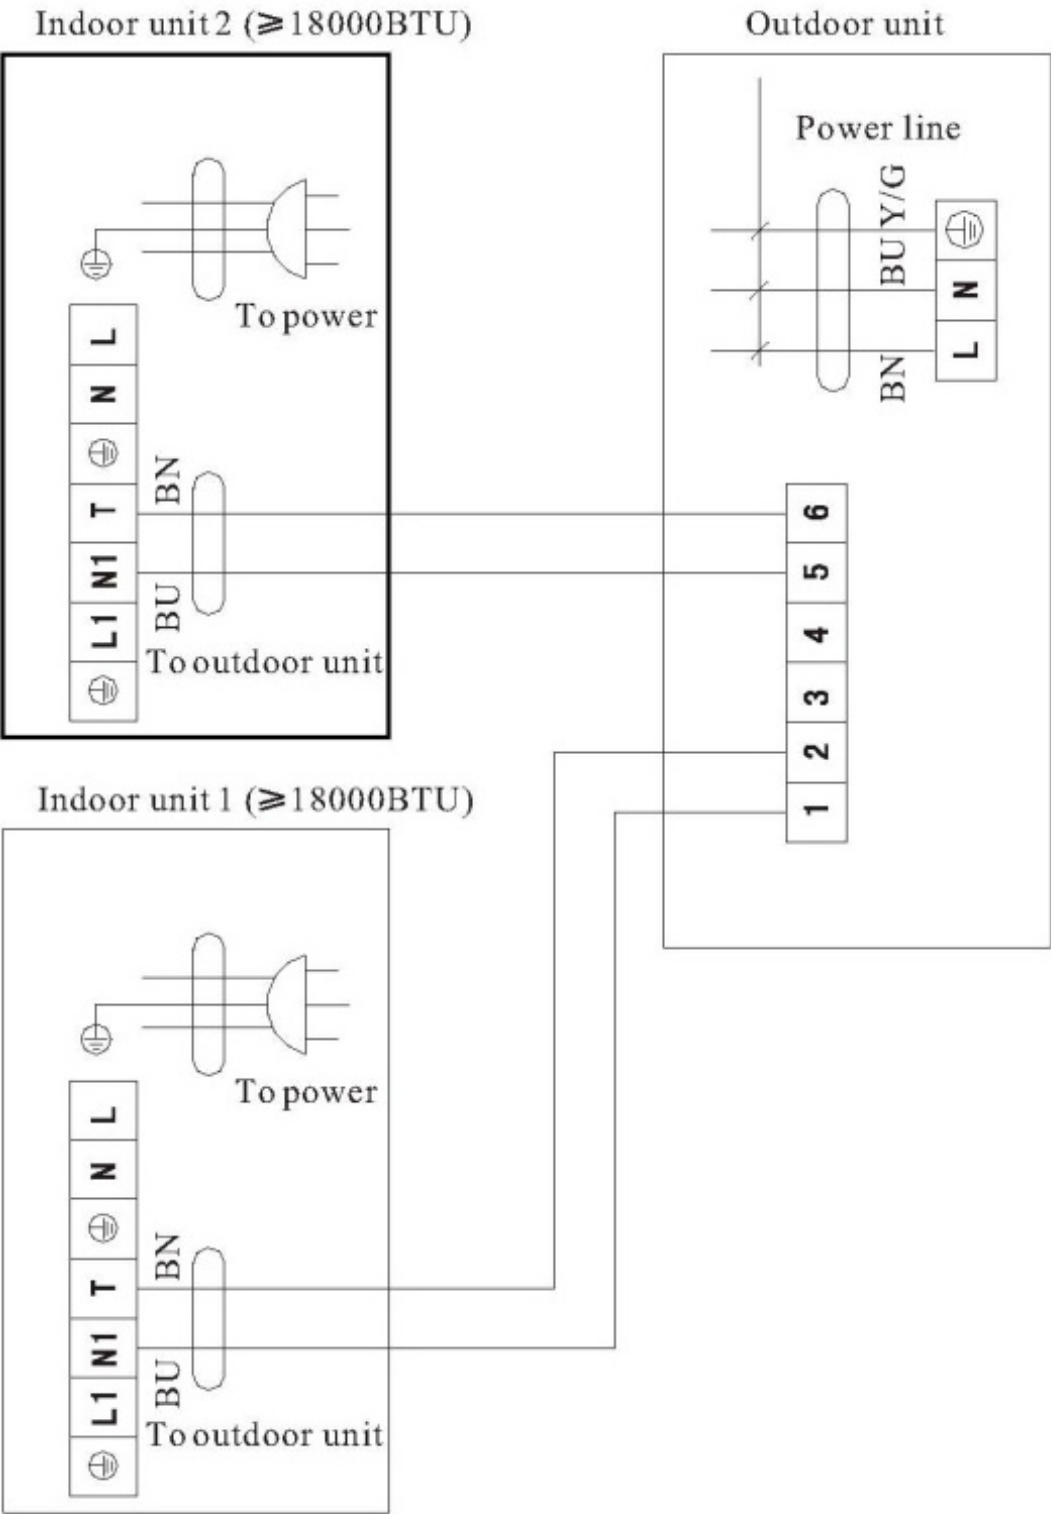 Indoor unit 2 (⩾18000BTU)
To power
L
N
T
N1
L1
BN
BU
To outdoor unit
Outdoor unit
Power line
Y/G
BU
BN
N
L
6
5
4
3
2
1
Indoor unit 1 (⩾18000BTU)
To power
L
N
T
N1
L1
BN
BU
To outdoor unit